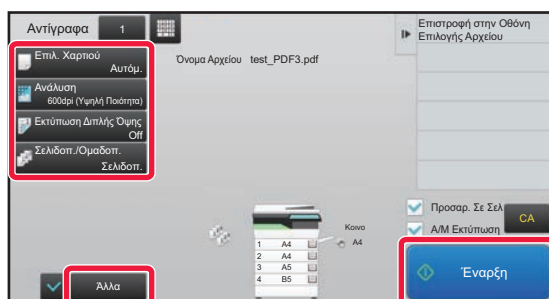 Αντίγραφα 1
Επιστροφή στην Οθόνη
Επιλογής Αρχείου
Επιλ. Χαρτιού
Αυτόμ.
Όνομα Αρχείου test_PDF3.pdf
Ανάλυση
600dpi (Υψηλή Ποιότητα)
Εκτύπωση Διπλής Όψης
Off
Σελιδοπ./Ομαδοπ.
Σελιδοπ.
Προσαρ. Σε Σελ
CA
Α/Μ Εκτύπωση
Κοινο
A4
1 A4
2 A4
3 A5
4 B5
Άλλα
Έναρξη